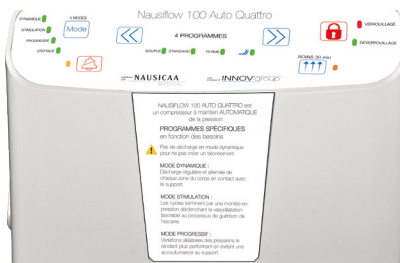 Nausiflow 100 Auto Quattro
4 MODES
DYNAMIQUE
STIMULATION
PROGRESSIF
STATIQUE
Mode
4 PROGRAMMES
SOUPLE STANDARD FERME
VERROUILLAGE
DEVERROUILLAGE
SOINS 30 min
NAUSICAA
MEDICAL
INNOV'group
NAUSIFLOW 100 AUTO QUATTRO est
un compresseur à maintien AUTOMATIQUE
de la pression
PROGRAMMES SPÉCIFIQUES
en fonction des besoins
Pas de décharge en mode dynamique
pour ne pas créer un talonnement.
MODE DYNAMIQUE :
Décharge régulière et alternée de
chaque zone du corps en contact avec
le support.
MODE STIMULATION :
Les cycles terminent par une montée en
pression déclenchant la vasodilatation
favorable au processus de guérison de
l'escarre.
MODE PROGRESSIF :
Variations aléatoires des pressions le
rendant plus performant en évitant une
accoutumance au support.